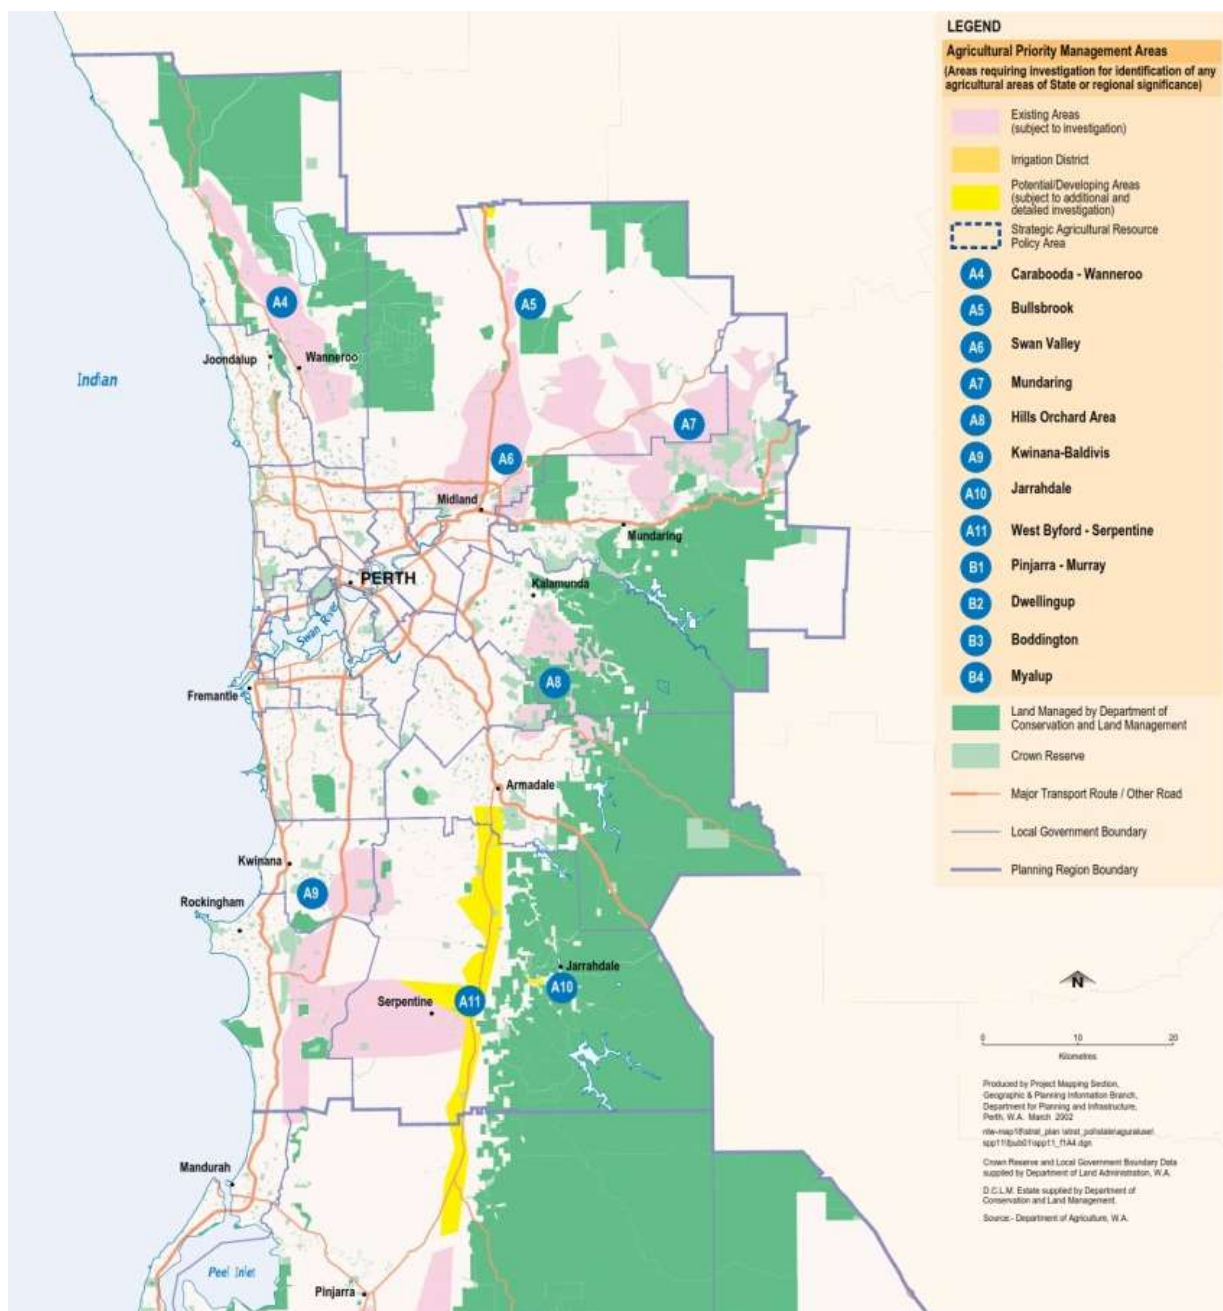 LEGEND
Agricultural Priority Management Areas
(Areas requiring investigation for identification of any
agricultural areas of State or regional significance)
Existing Areas
(subject to investigation)
Irrigation District
Potential/Developing Areas
(subject to additional and
detailed investigation)
Strategic Agricultural Resource
Policy Area
A4 Carabooda - Wanneroo
A5 Bullsbrook
A6 Swan Valley
A7 Mundaring
A8 Hills Orchard Area
A9 Kwinana-Baldivis
A10 Jarrahdale
A11 West Byford - Serpentine
B1 Pinjarra - Murray
B2 Dwellingup
B3 Boddington
B4 Myalup
Land Managed by Department of
Conservation and Land Management
Crown Reserve
Major Transport Route / Other Road
Local Government Boundary
Planning Region Boundary
A4
A5
Joondalup
Wanneroo
Indian
A7
A6
Midland
Mundaring
PERTH
Kalamunda
Swan River
A8
Fremantle
Armadale
Kwinana
A9
Rockingham
Jarrahdale
A10
Serpentine
A11
Mandurah
Peel Inlet
Pinjarra
N
0 10 20
Kilometres
Produced by Project Mapping Section,
Geographic & Planning Information Branch,
Department for Planning and Infrastructure,
Perth, W.A. March 2002
Crown Reserve and Local Government Boundary Data
supplied by Department of Land Administration, W.A.
D.C.L.M. Estate supplied by Department of
Conservation and Land Management.
Source:- Department of Agriculture, W.A.